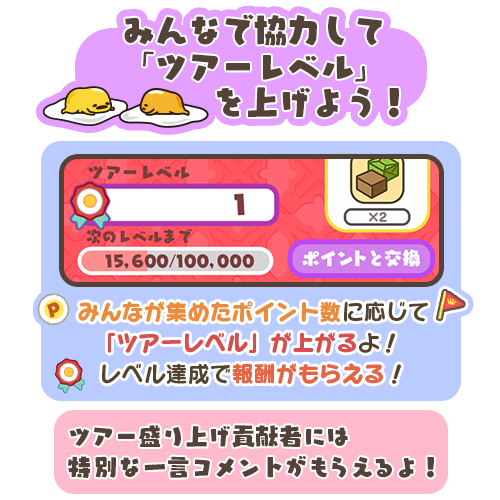 みんなで協力して
「ツアーレベル」
を上げよう！
ツアーレベル
1
×2
次のレベルまで
15,600/100,000
ポイントと交換
P
みんなが集めたポイント数に応じて
「ツアーレベル」が上がるよ！
レベル達成で報酬がもらえる！
ツアー盛り上げ貢献者には
特別な一言コメントがもらえるよ！